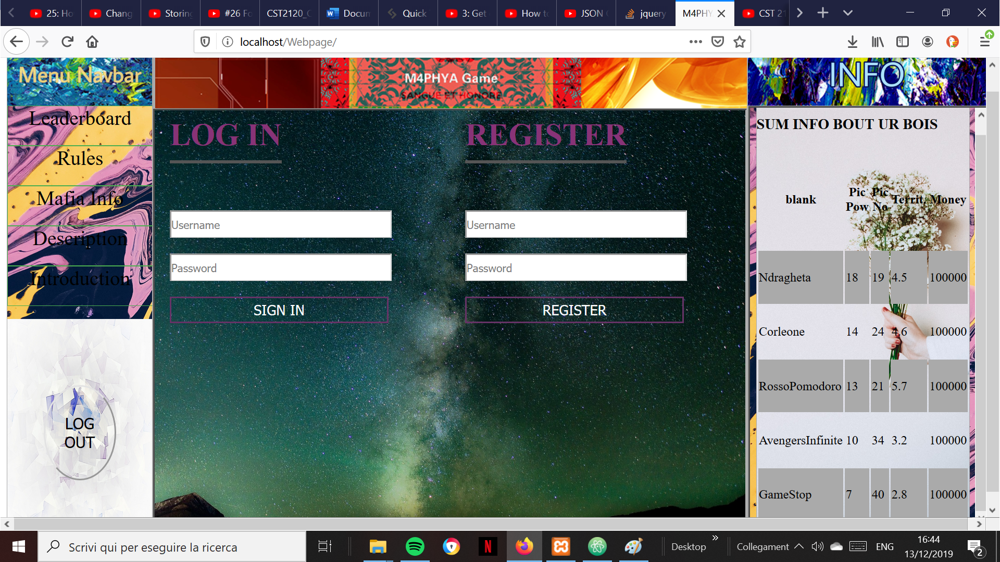 25: Ho
Chang
Storing
#26 Fo
CST2120_C
Docum
Quick
3: Get
How to
JSON
jquery
M4PHY
CST 21
localhost/Webpage/
Menu Navbar
M4PHYA Game
SANGUE ET HONORE
INFO
Leaderboard
Rules
Mafia Info
Description
Introduction
LOG
OUT
LOG IN
Username
Password
SIGN IN
REGISTER
Username
Password
REGISTER
SUM INFO BOUT UR BOIS
blank Pic Pow Pic No Territ. Money
Ndragheta 18 19 4.5 100000
Corleone 14 24 4.6 100000
RossoPomodoro 13 21 5.7 100000
AvengersInfinite 10 34 3.2 100000
GameStop 7 40 2.8 100000
Scrivi qui per eseguire la ricerca
Desktop
Collegament
ENG
16:44
13/12/2019
2